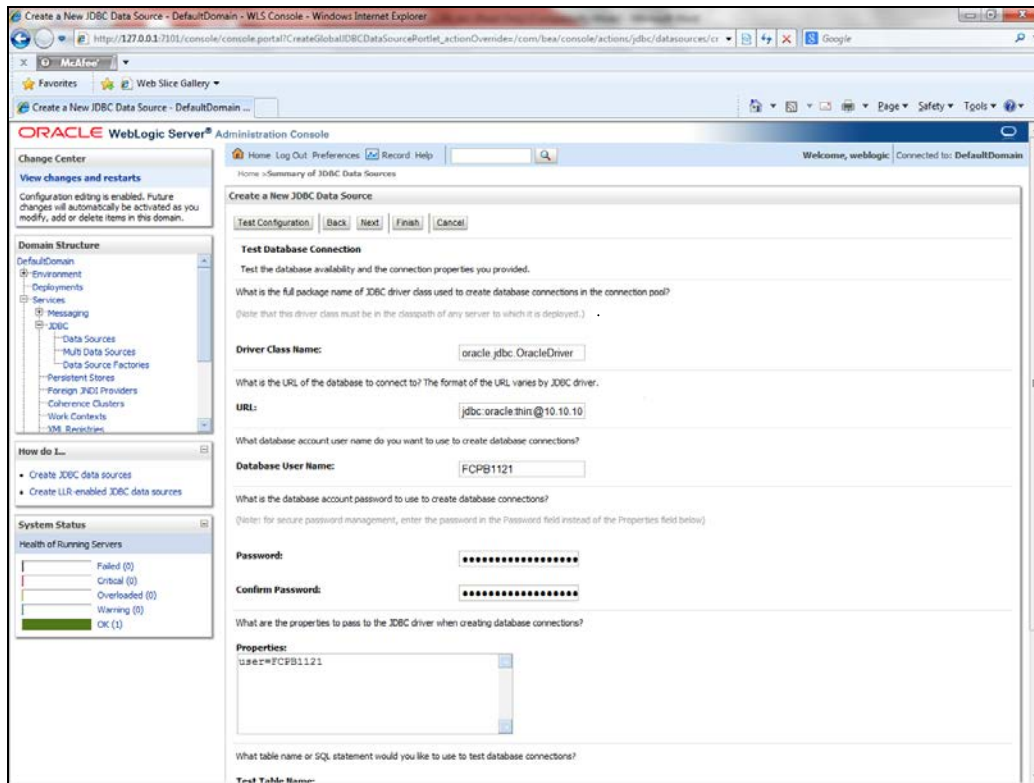 Create a New JDBC Data Source - DefaultDomain - WLS Console - Windows Internet Explorer
http://127.0.0.1:7101/console/console.portal?CreateGlobalJDBCDataSourcePortlet_actionOverride=/com/bea/console/actions/jdbc/datasources/cr
Google
x McAfee
Favorites Web Slice Gallery
Create a New JDBC Data Source - DefaultDomain ...
Page Safety Tools
ORACLE WebLogic Server® Administration Console
Change Center
View changes and restarts
Configuration editing is enabled. Future
changes will automatically be activated as you
modify, add or delete items in this domain.
Domain Structure
DefaultDomain
Environment
Deployments
Services
Messaging
JDBC
Data Sources
Multi Data Sources
Data Source Factories
Persistent Stores
Foreign JNDI Providers
Coherence Clusters
Work Contexts
XML Registries
How do I...
Create JDBC data sources
Create LLR-enabled JDBC data sources
System Status
Health of Running Servers
Failed (0)
Critical (0)
Overloaded (0)
Warning (0)
OK (1)
Home Log Out Preferences Record Help
Welcome, weblogic Connected to: DefaultDomain
Home >Summary of JDBC Data Sources
Create a New JDBC Data Source
Test Configuration Back Next Finish Cancel
Test Database Connection
Test the database availability and the connection properties you provided.
What is the full package name of JDBC driver class used to create database connections in the connection pool?
(Note that this driver class must be in the classpath of any server to which it is deployed.) .
Driver Class Name: oracle.jdbc.OracleDriver
What is the URL of the database to connect to? The format of the URL varies by JDBC driver.
URL: jdbc:oracle:thin:@10.10.10
What database account user name do you want to use to create database connections?
Database User Name: FCPB1121
What is the database account password to use to create database connections?
(Note: for secure password management, enter the password in the Password field instead of the Properties field below)
Password: ••••••••••••••••••
Confirm Password: ••••••••••••••••••
What are the properties to pass to the JDBC driver when creating database connections?
Properties:
user=FCPB1121
What table name or SQL statement would you like to use to test database connections?
Test Table Name: